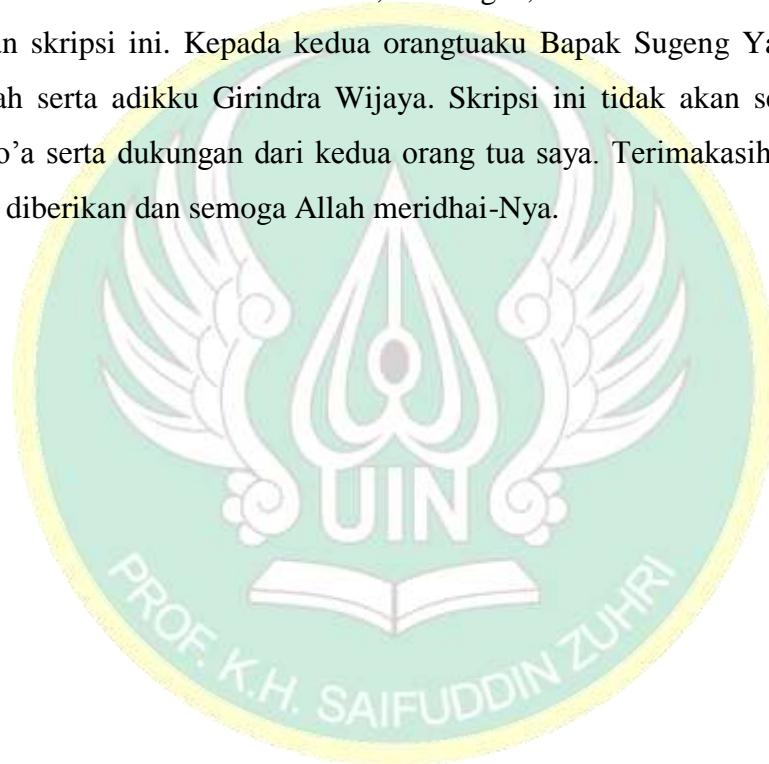 an skripsi ini. Kepada kedua orangtuaku Bapak Sugeng Ya
ah serta adikku Girindra Wijaya. Skripsi ini tidak akan se
o'a serta dukungan dari kedua orang tua saya. Terimakasih
diberikan dan semoga Allah meridhai-Nya.
UIN
PROF. K.H. SAIFUDDIN ZUHRI